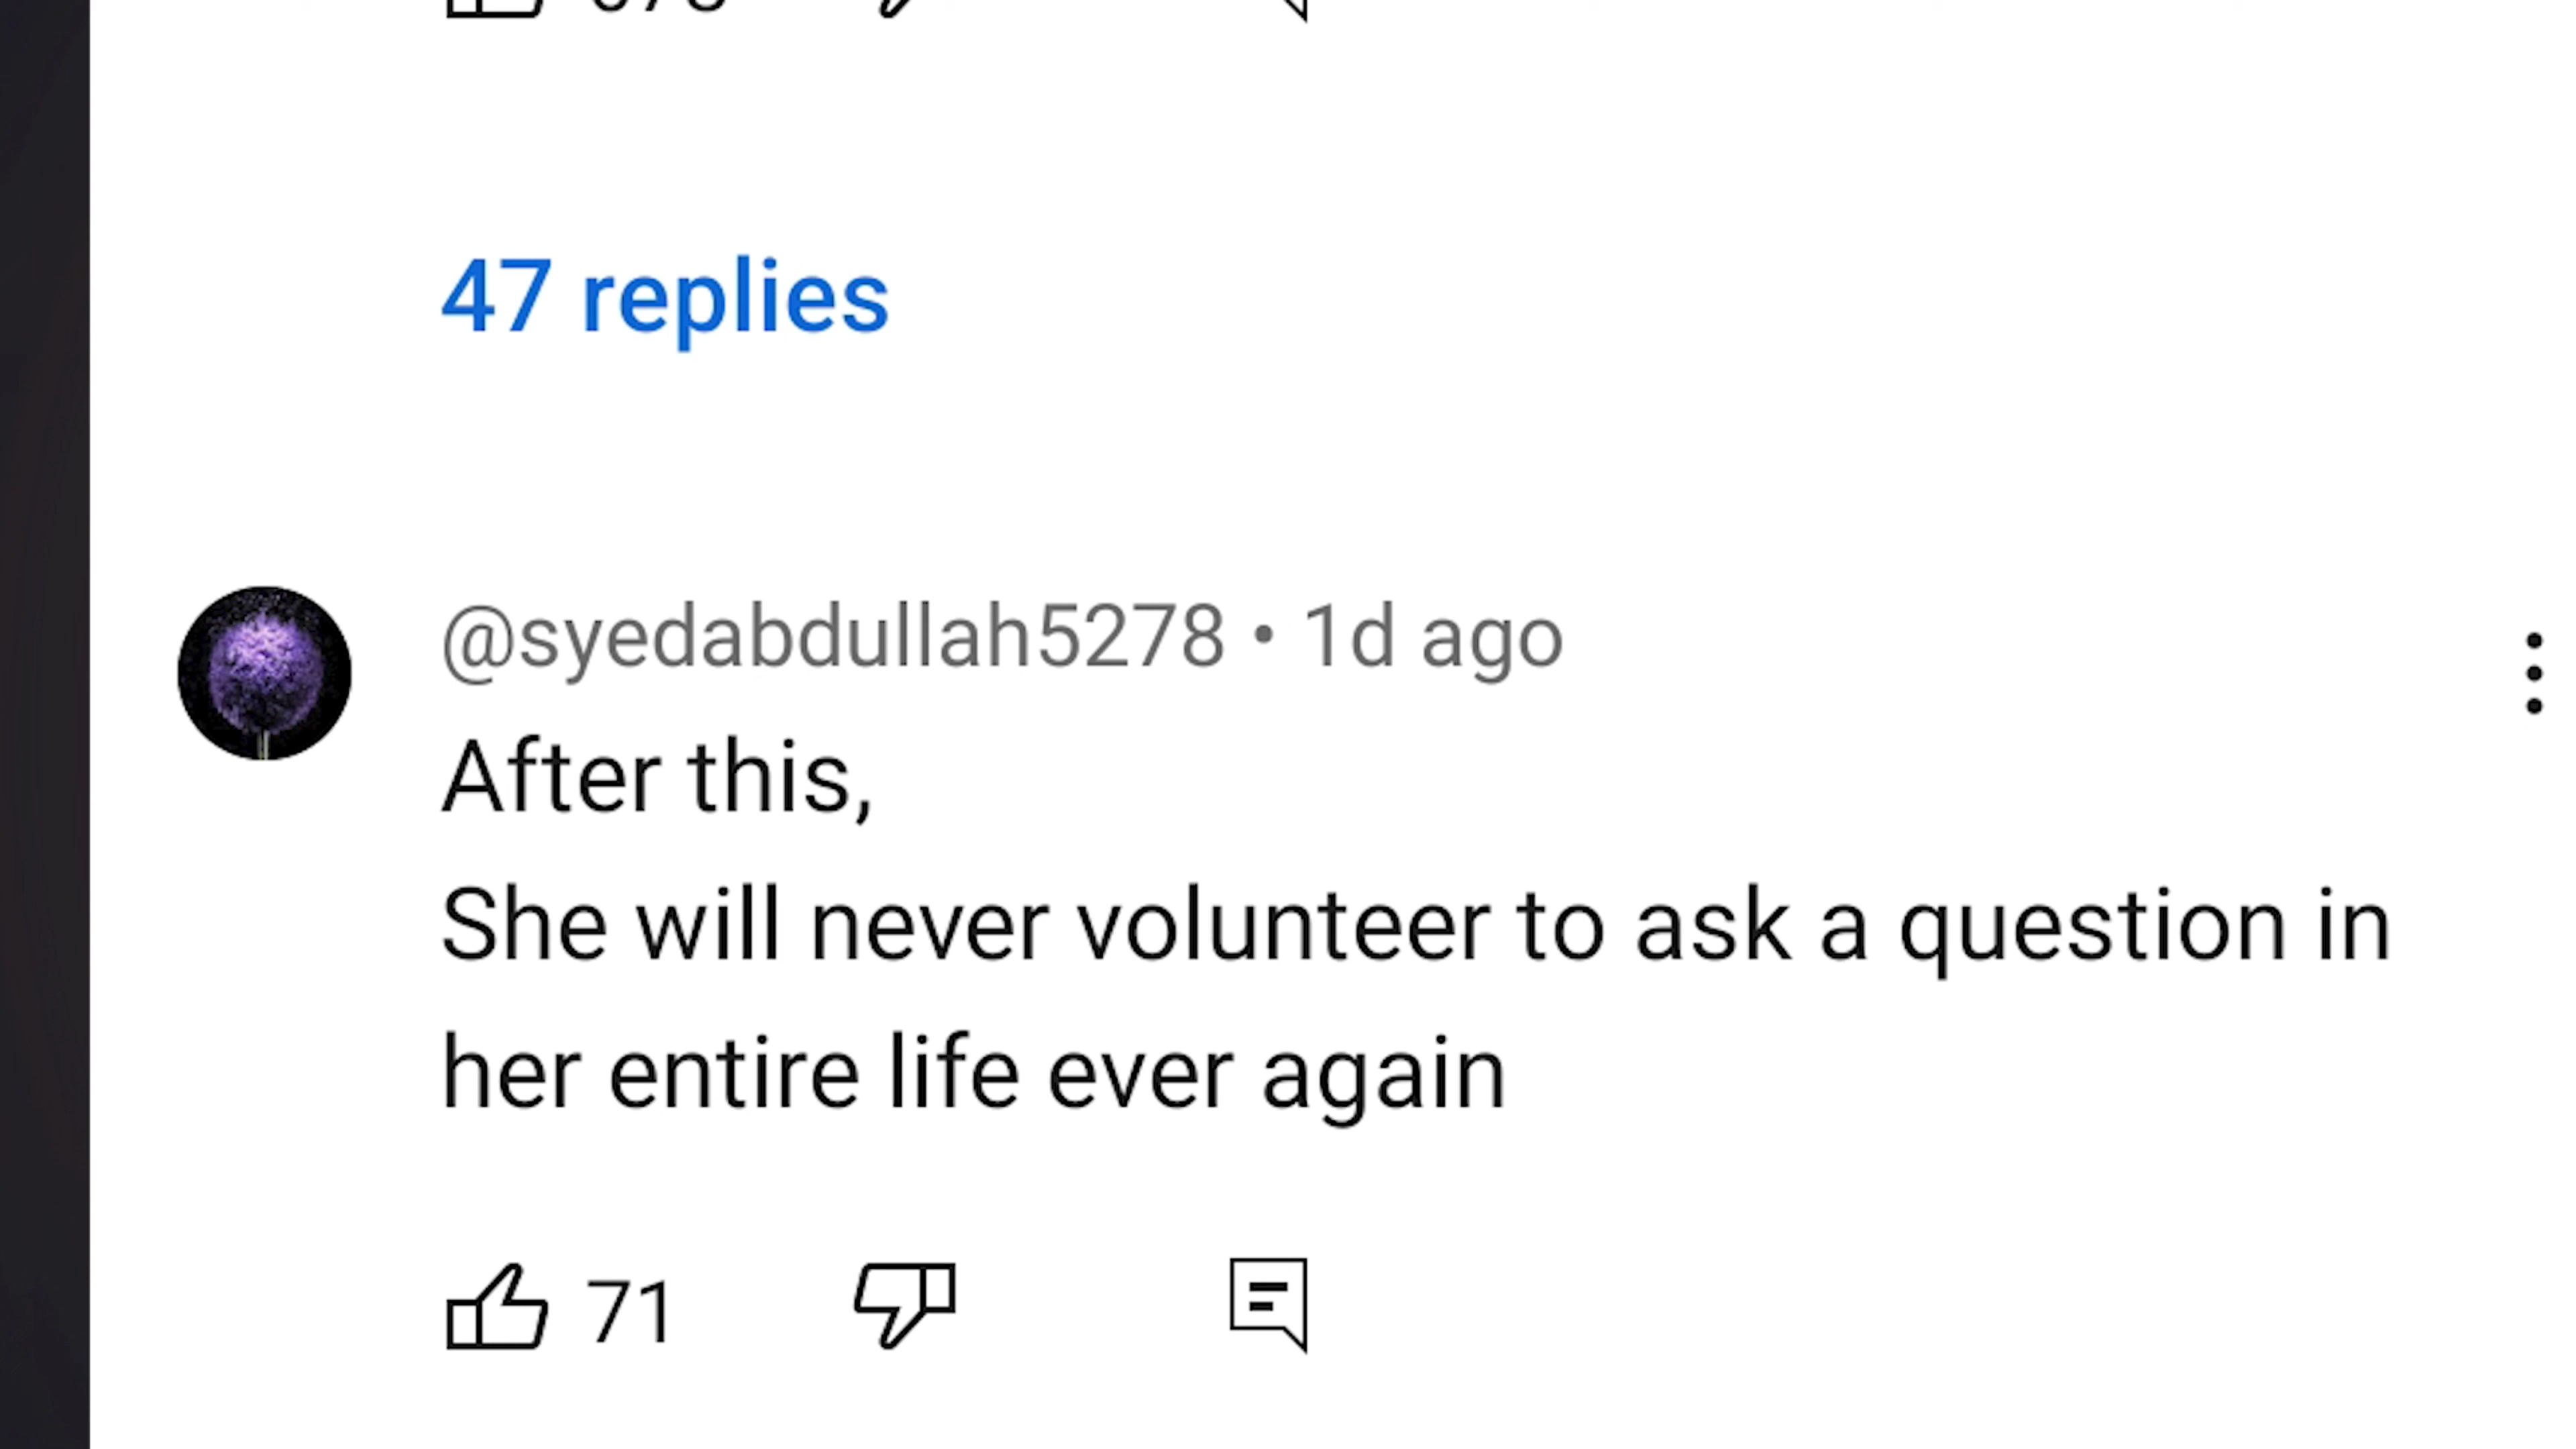 47 replies
@syedabdullah5278 • 1d ago
After this,
She will never volunteer to ask a question in
her entire life ever again
71